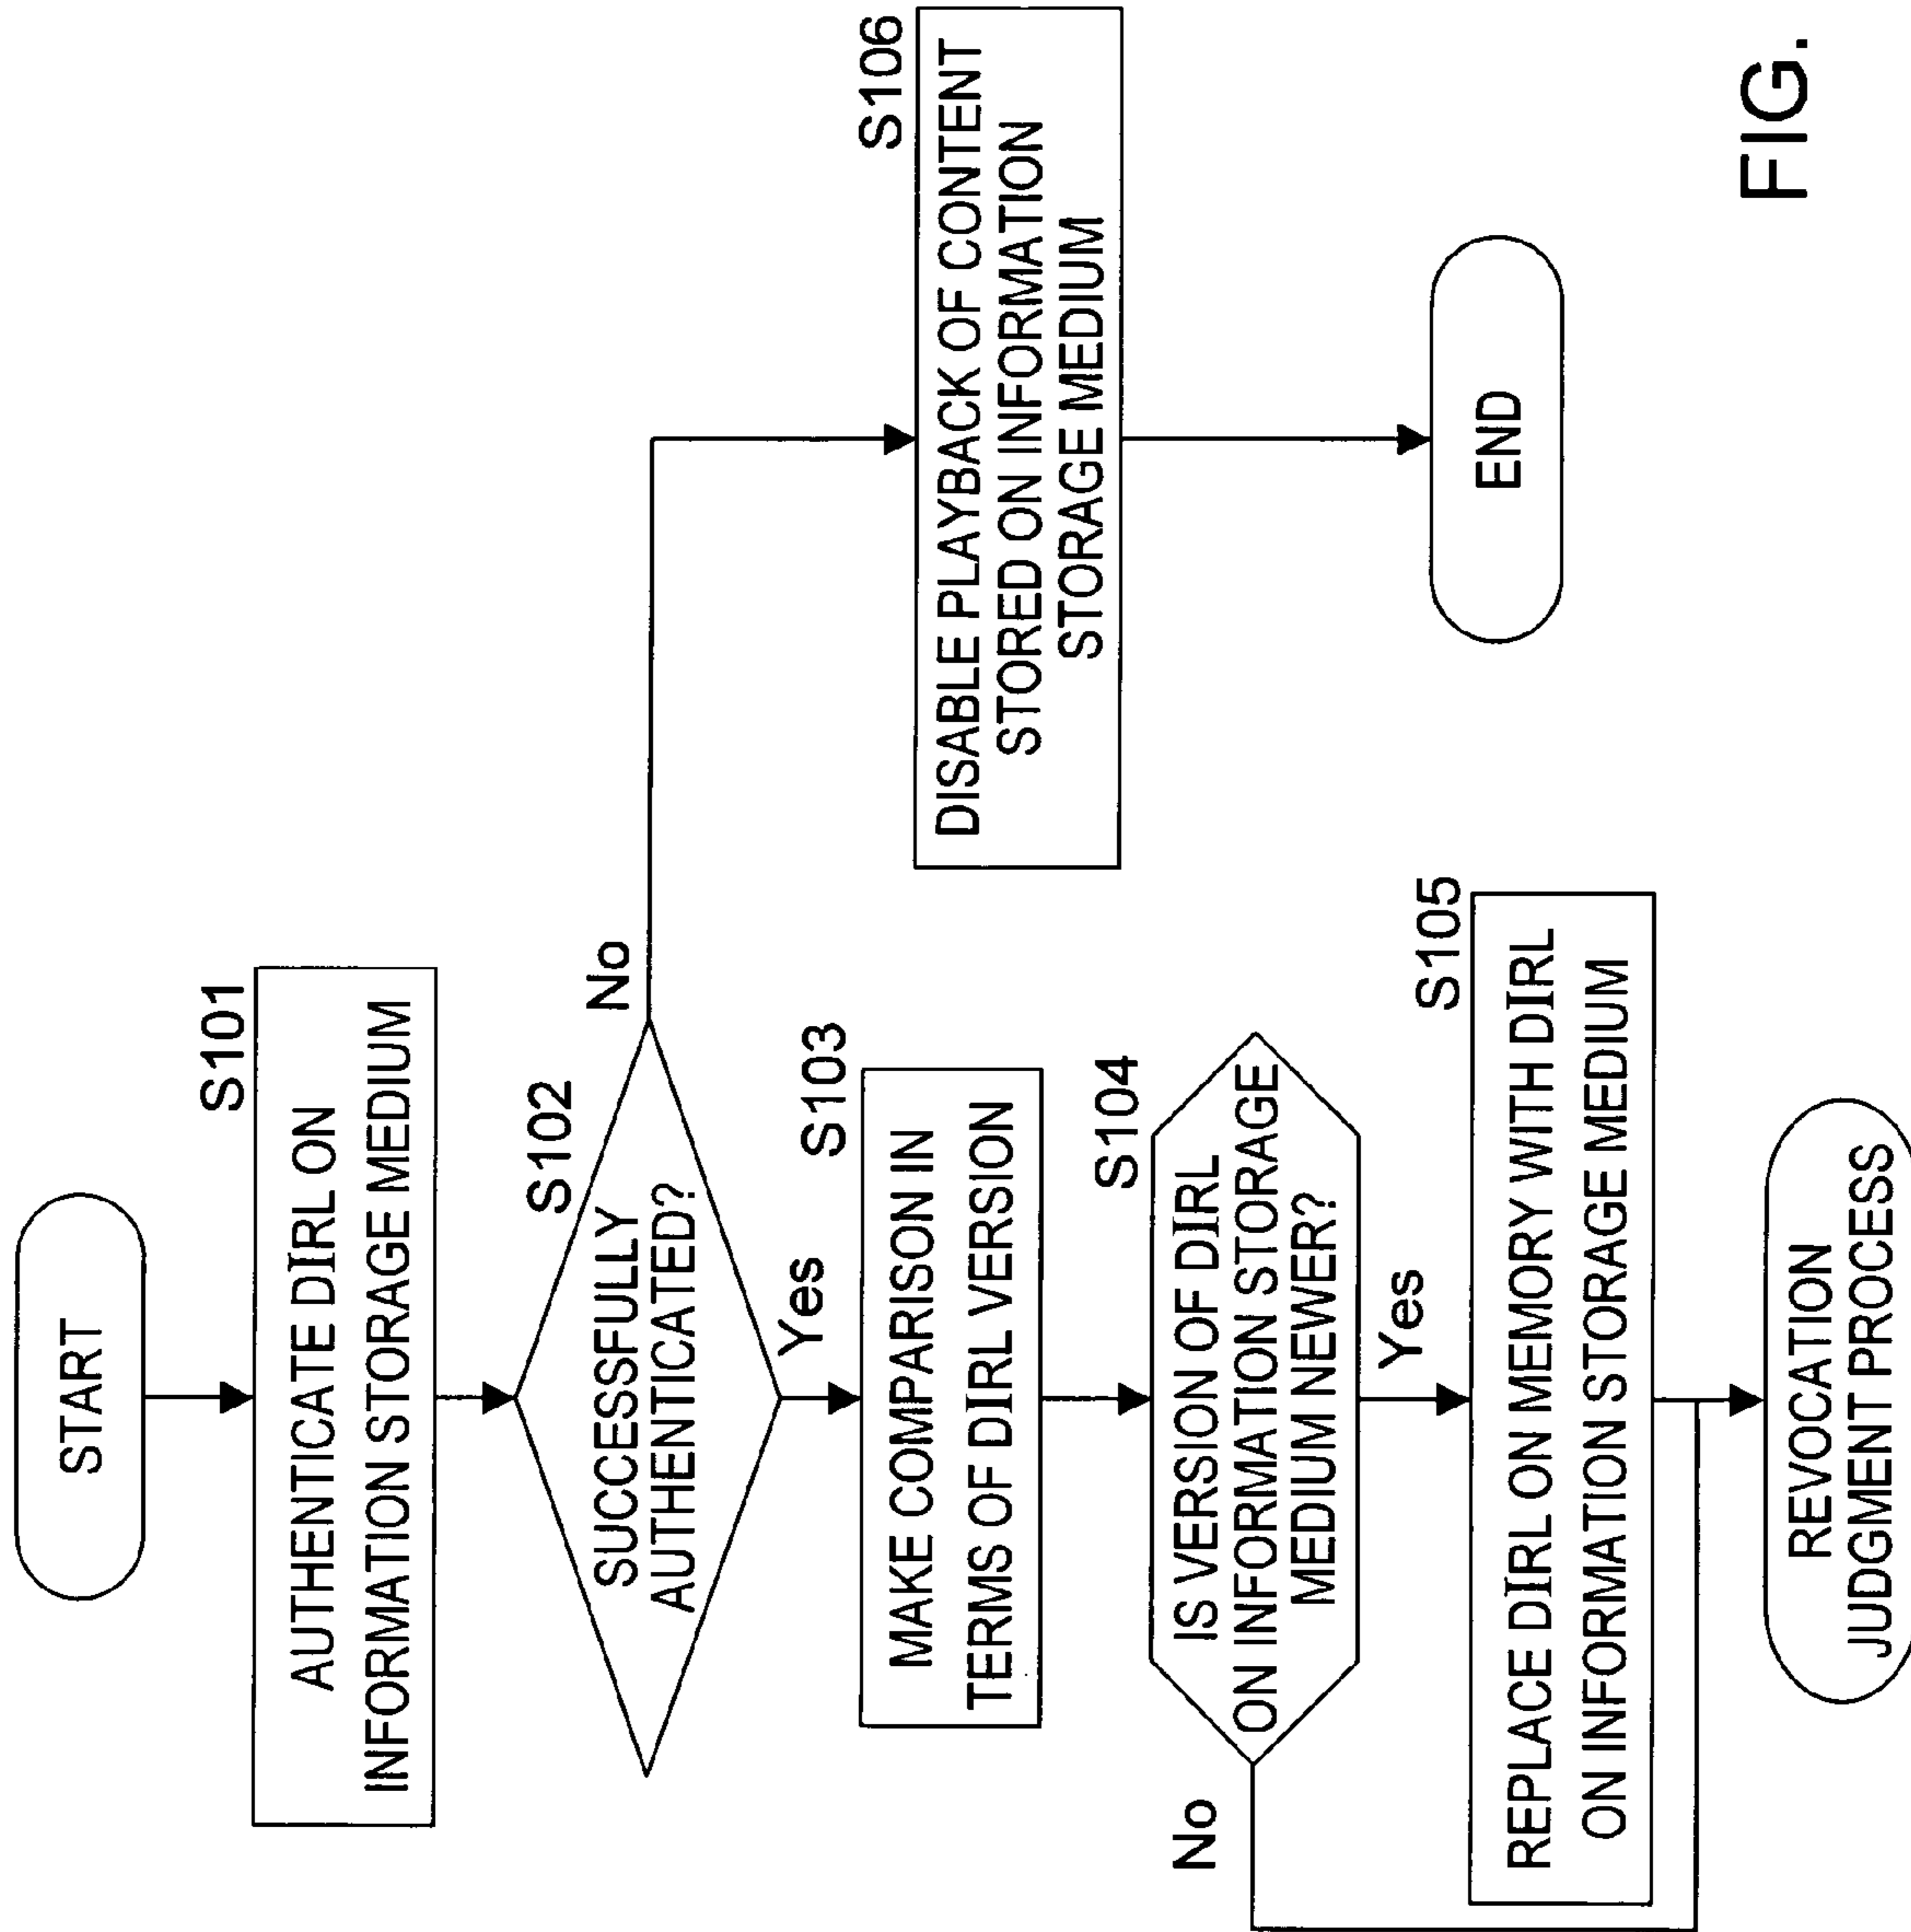 START
S101
AUTHENTICATE DIRL ON
INFORMATION STORAGE MEDIUM
S102
SUCCESSFULLY
AUTHENTICATED?
No
Yes
S103
MAKE COMPARISON IN
TERMS OF DIRL VERSION
S104
IS VERSION OF DIRL
ON INFORMATION STORAGE
MEDIUM NEWER?
No
Yes
S105
REPLACE DIRL ON MEMORY WITH DIRL
ON INFORMATION STORAGE MEDIUM
REVOCATION
JUDGMENT PROCESS
S106
DISABLE PLAYBACK OF CONTENT
STORED ON INFORMATION
STORAGE MEDIUM
END
FIG.